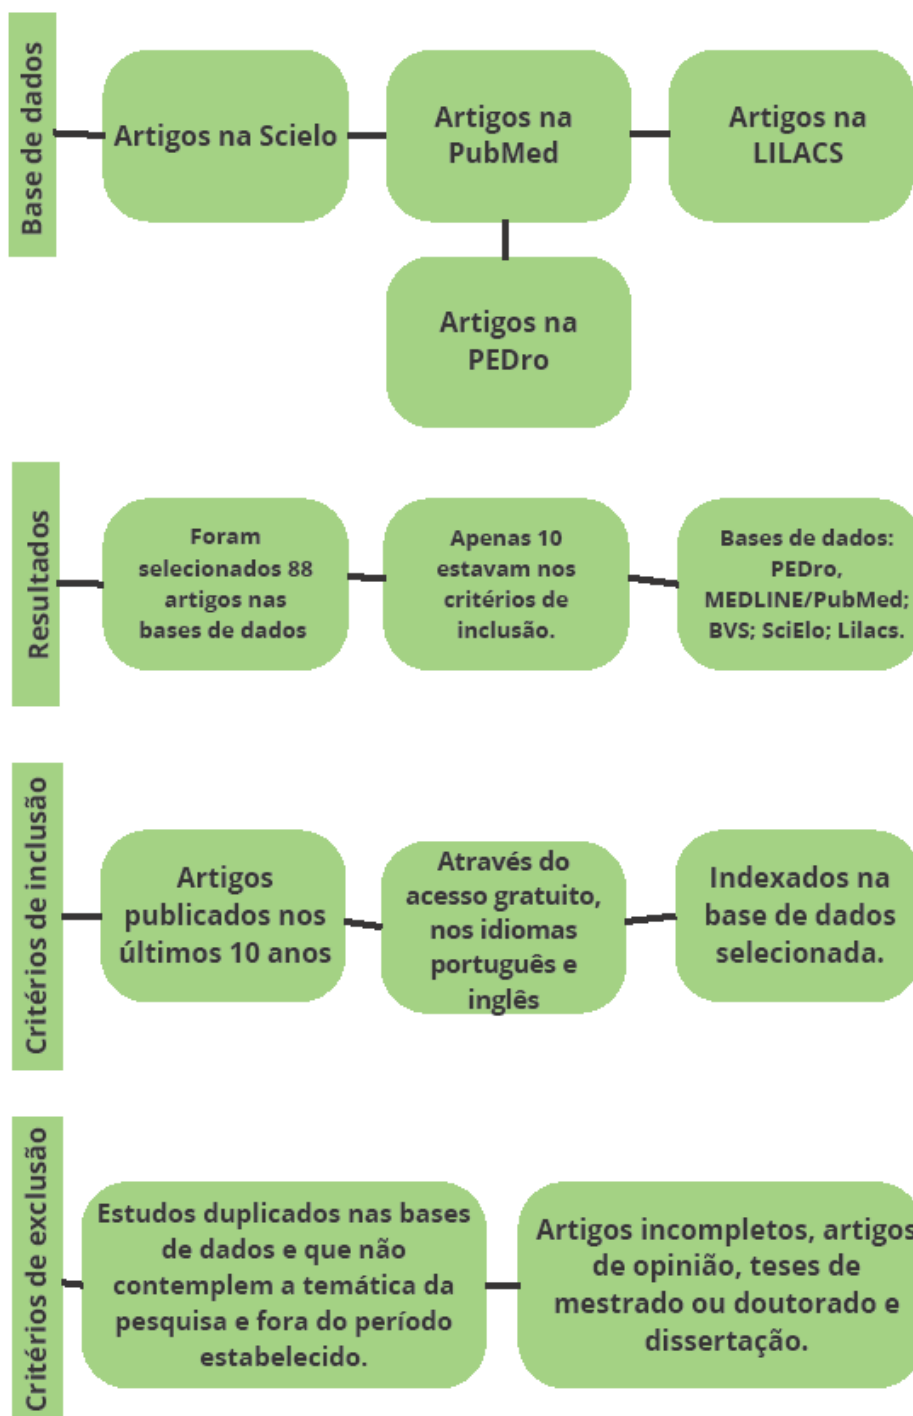 Base de dados
Artigos na Scielo
Artigos na
PubMed
Artigos na
LILACS
Artigos na
PEDro
Resultados
Foram
selecionados 88
artigos nas
bases de dados
Apenas 10
estavam nos
critérios de
inclusão.
Bases de dados:
PEDro,
MEDLINE/PubMed;
BVS; SciElo; Lilacs.
Critérios de inclusão
Artigos
publicados nos
últimos 10 anos
Através do
acesso gratuito,
nos idiomas
português e
inglês
Indexados na
base de dados
selecionada.
Critérios de exclusão
Estudos duplicados nas bases
de dados e que não
contemplem a temática da
pesquisa e fora do período
estabelecido.
Artigos incompletos, artigos
de opinião, teses de
mestrado ou doutorado e
dissertação.